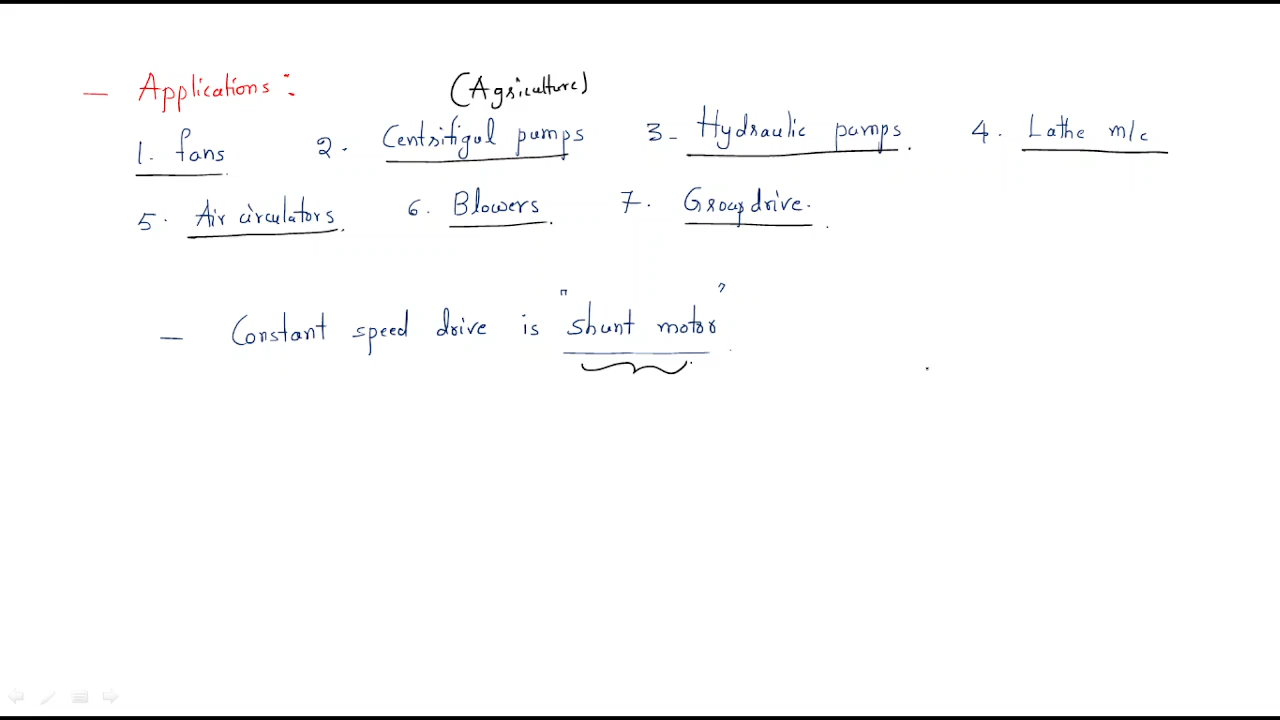 — Applications: (Agriculture)
1. fans 2. Centrifigul pumps 3- Hydraulic pumps. 4. Lathe m/c
5. Air circulators. 6. Blowers. 7. Group drive.
— Constant speed drive is "shunt motor"